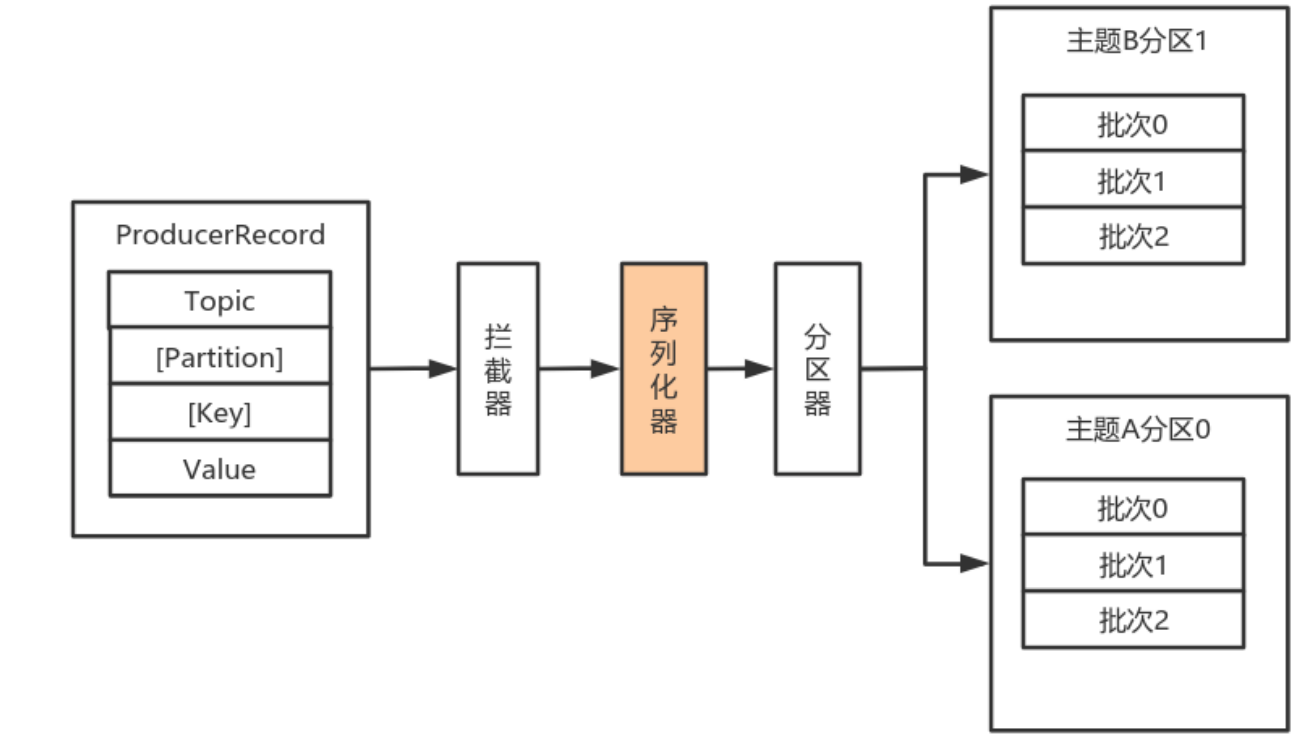 ProducerRecord
Topic
[Partition]
[Key]
Value
拦截器
序列化器
分区器
主题B分区1
批次0
批次1
批次2
主题A分区0
批次0
批次1
批次2